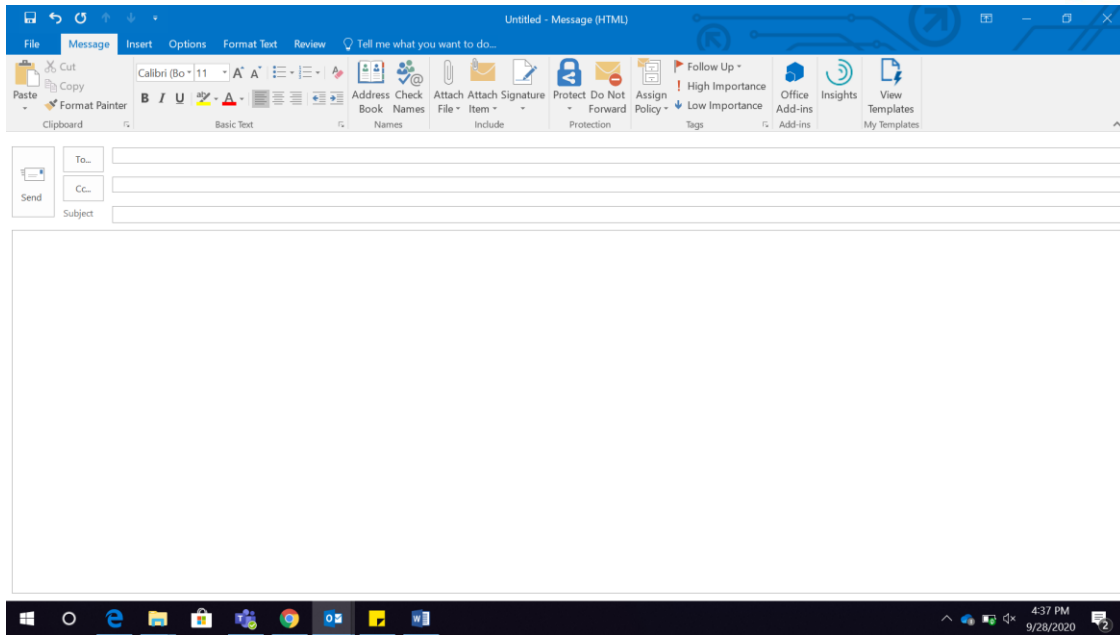 Untitled - Message (HTML)
File Message Insert Options Format Text Review Tell me what you want to do...
Paste
Cut
Copy
Format Painter
Clipboard
Calibri (Bo 11 A A
B I U aby A
Basic Text
Address Book
Check Names
Names
Attach File
Attach Item
Signature
Include
Protect
Do Not Forward
Protection
Assign Policy
Follow Up
! High Importance
Low Importance
Tags
Office Add-ins
Add-ins
Insights
View Templates
My Templates
Send
To...
Cc...
Subject
4:37 PM
9/28/2020
2